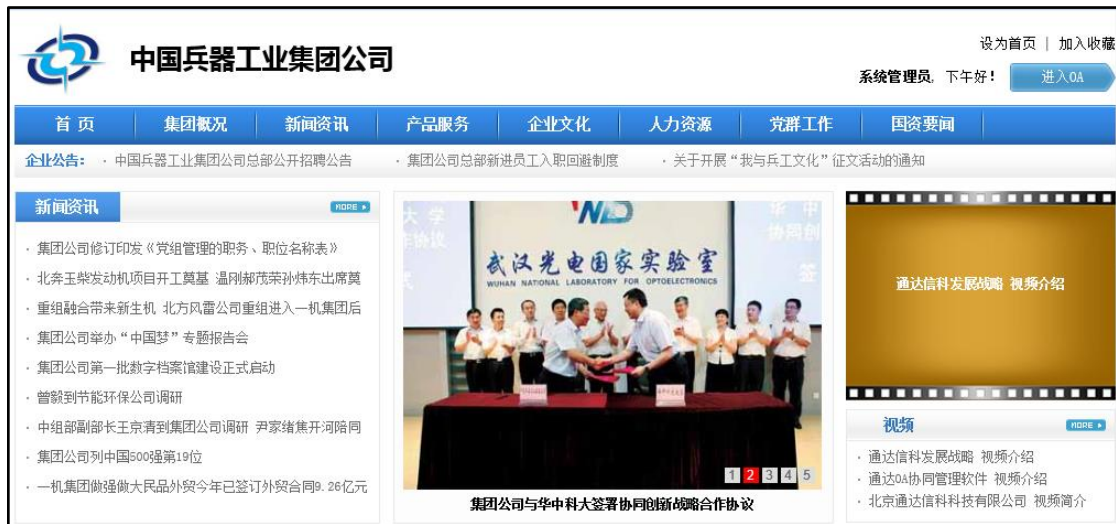 中国兵器工业集团公司
设为首页 | 加入收藏
系统管理员, 下午好!
进入OA
首 页 集团概况 新闻资讯 产品服务 企业文化 人力资源 党群工作 国资要闻
企业公告: · 中国兵器工业集团公司总部公开招聘公告 · 集团公司总部新进员工入职回避制度 · 关于开展“我与兵工文化”征文活动的通知
新闻资讯 MORE
· 集团公司修订印发《党组管理的职务、职位名称表》
· 北奔玉柴发动机项目开工奠基 温刚郝茂荣孙炜东出席奠
· 重组融合带来新生机 北方风雷公司重组进入一机集团后
· 集团公司举办“中国梦”专题报告会
· 集团公司第一批数字档案馆建设正式启动
· 曾毅到节能环保公司调研
· 中组部副部长王京清到集团公司调研 尹家绪焦开河陪同
· 集团公司列中国500强第19位
· 一机集团做强做大民品外贸今年已签订外贸合同9.26亿元
武汉光电国家实验室
WUHAN NATIONAL LABORATORY FOR OPTOELECTRONICS
1 2 3 4 5
集团公司与华中科大签署协同创新战略合作协议
通达信科发展战略 视频介绍
视频 MORE
· 通达信科发展战略 视频介绍
· 通达OA协同管理软件 视频介绍
· 北京通达信科科技有限公司 视频简介